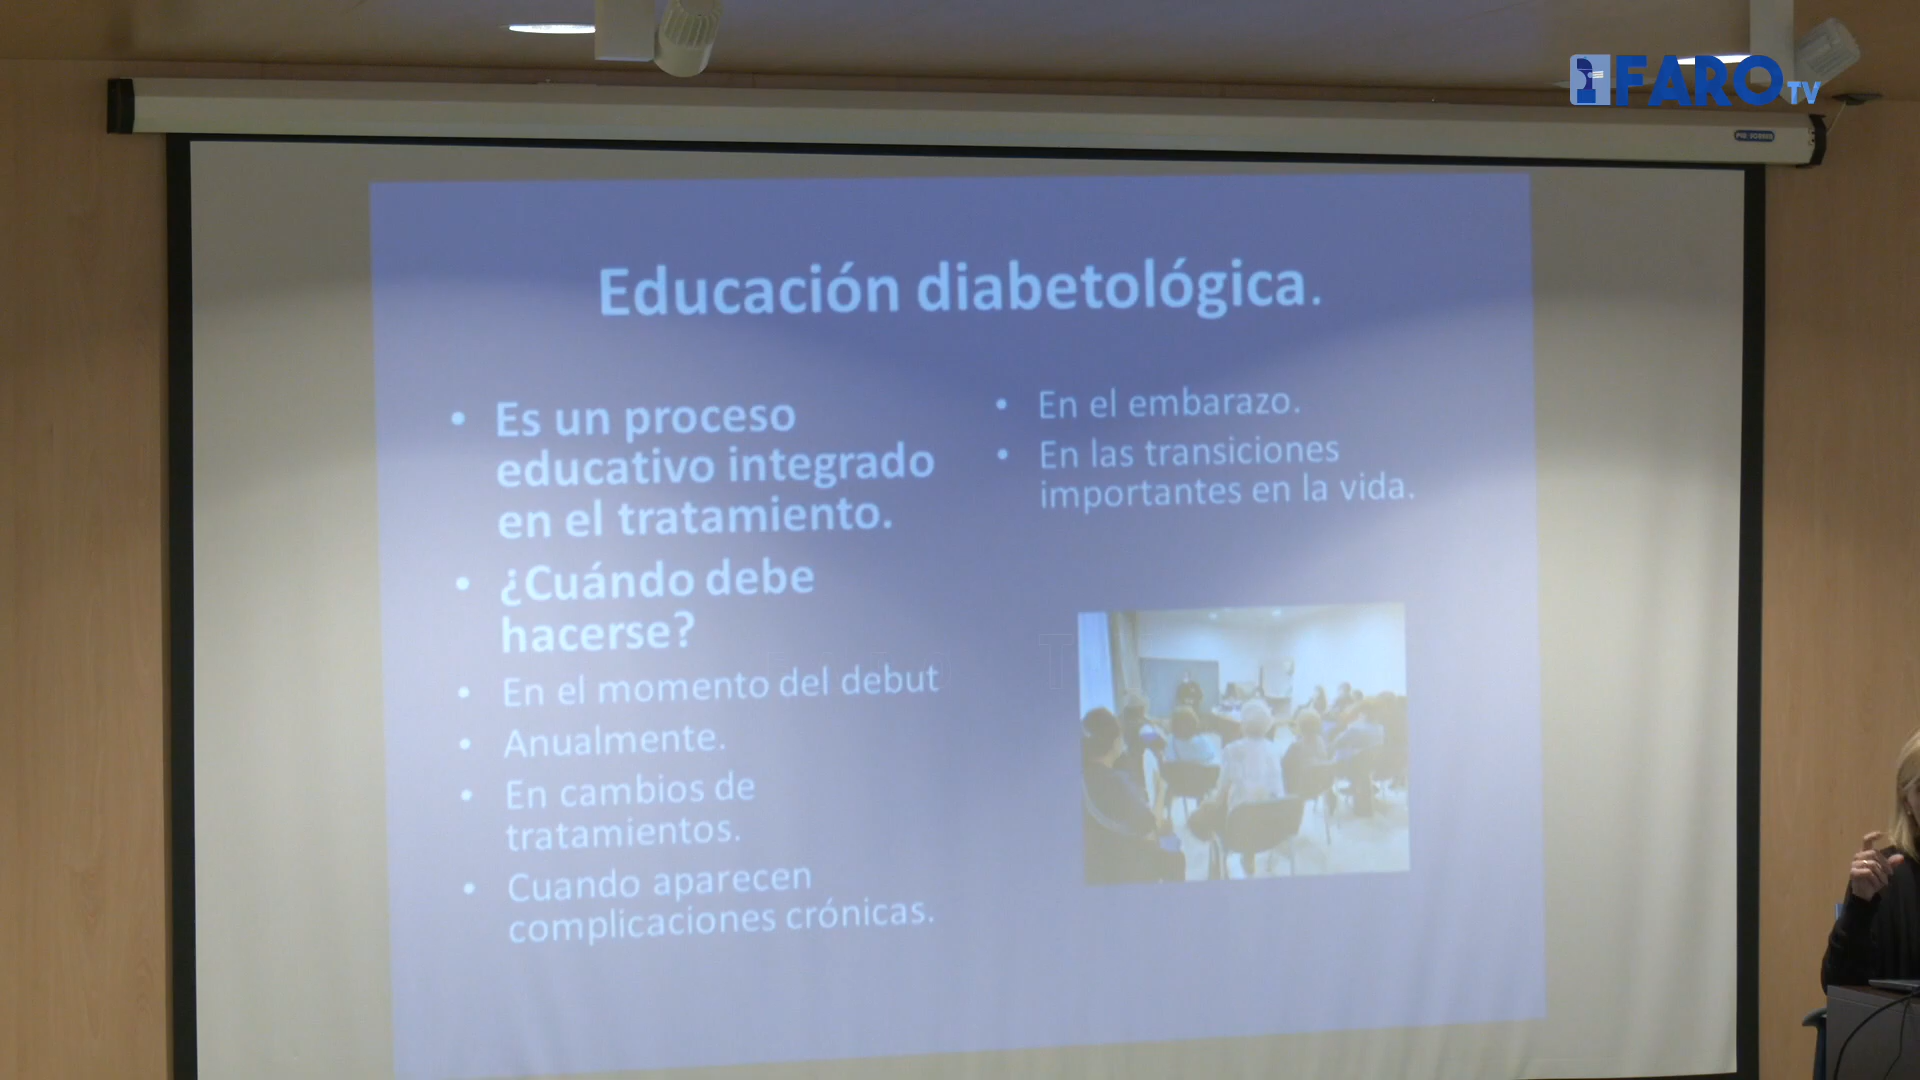 FARO TV
Educación diabetológica.
• Es un proceso
educativo integrado
en el tratamiento.
• ¿Cuándo debe
hacerse?
• En el momento del debut
• Anualmente.
• En cambios de
tratamientos.
• Cuando aparecen
complicaciones crónicas.
• En el embarazo.
• En las transiciones
importantes en la vida.